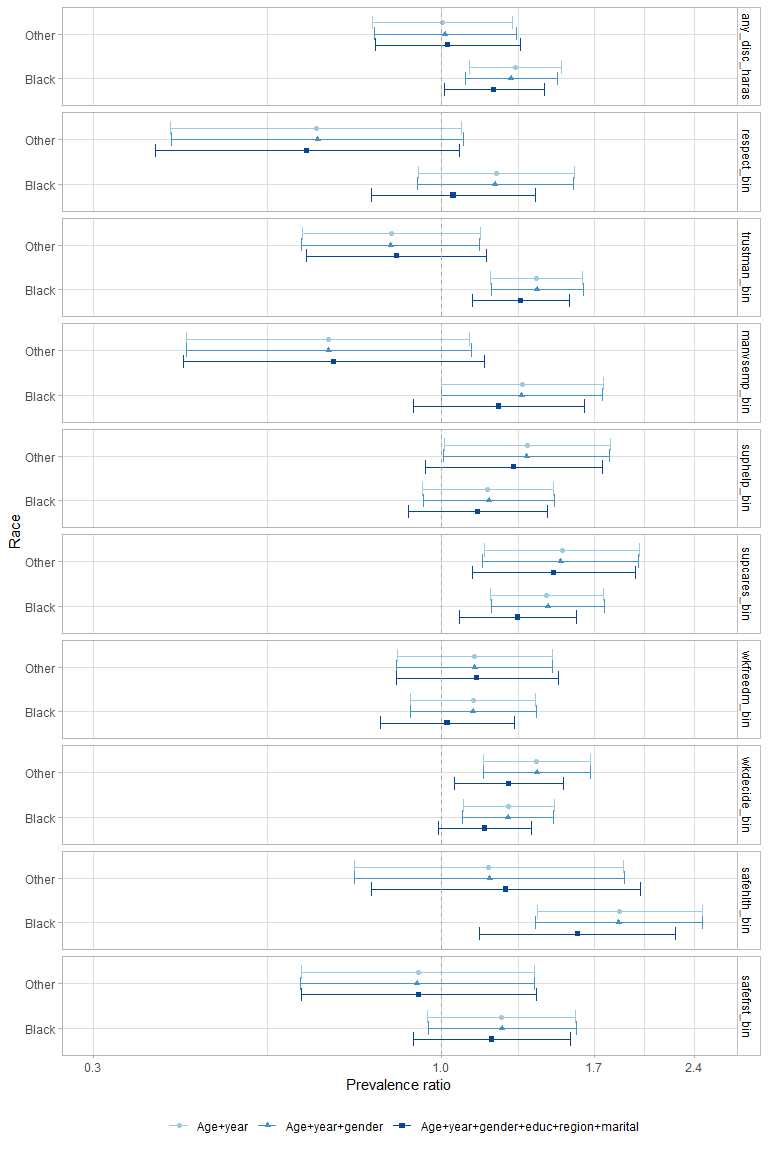 Other
Black
any_disc_haras
Other
Black
respect_bin
Other
Black
trustman_bin
Other
Black
manvsemp_bin
Other
Black
suphelp_bin
Other
Black
supcares_bin
Other
Black
wkfreedm_bin
Other
Black
wkdecide_bin
Other
Black
safehlth_bin
Other
Black
safefrst_bin
Race
0.3 1.0 1.7 2.4
Prevalence ratio
Age+year Age+year+gender Age+year+gender+educ+region+marital